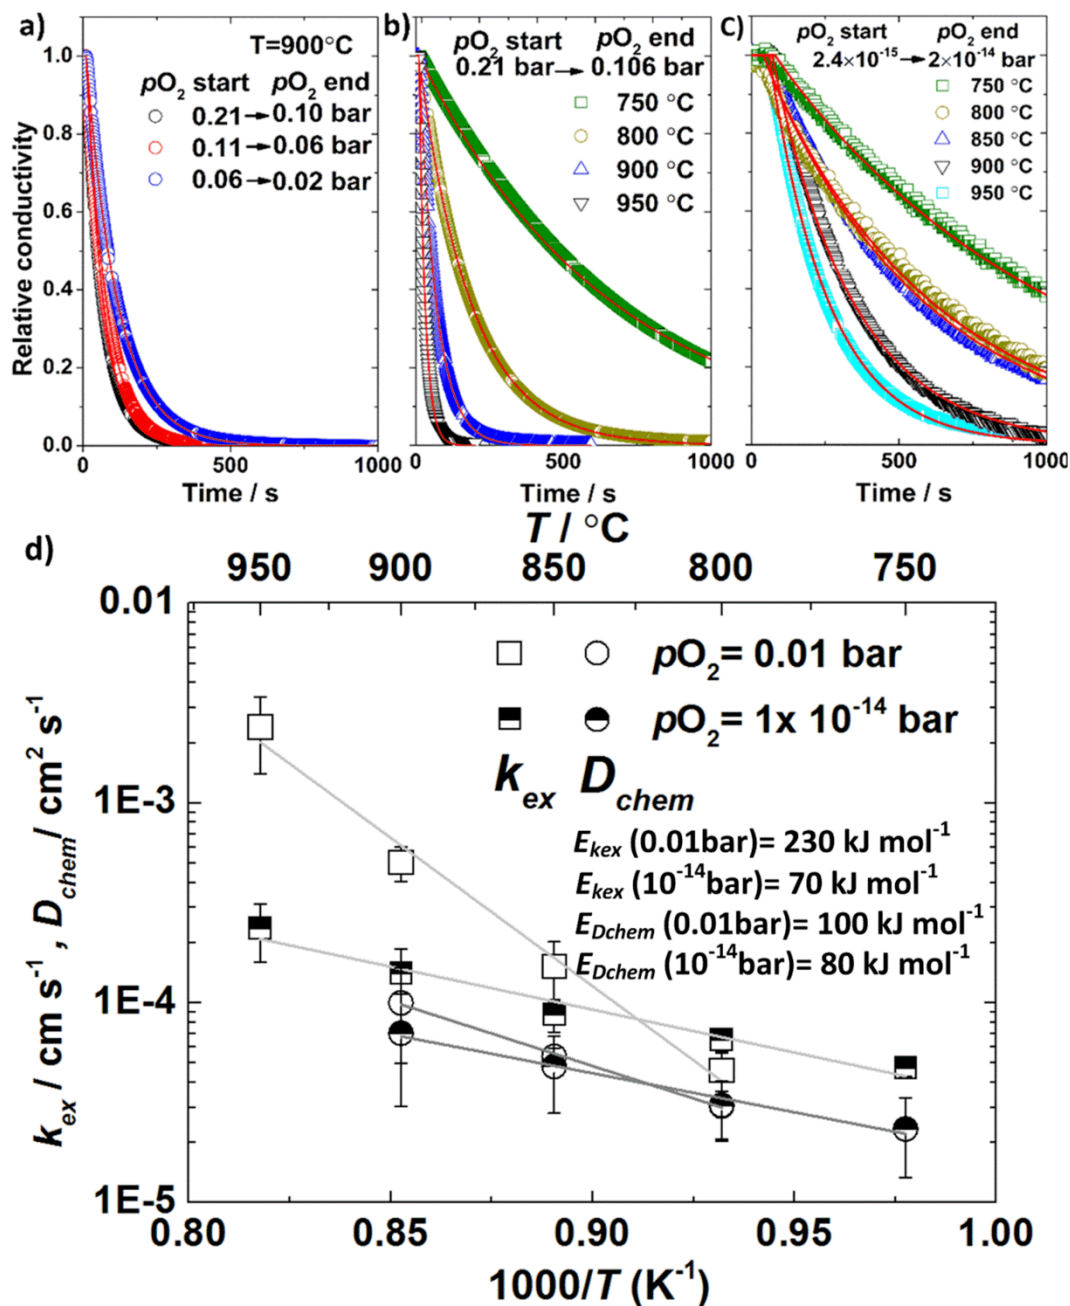 a)
T=900°C
pO₂ start pO₂ end
0.21→0.10 bar
0.11→0.06 bar
0.06→0.02 bar
Relative conductivity
1.0
0.8
0.6
0.4
0.2
0.0
0 500 1000
Time / s
b)
pO₂ start pO₂ end
0.21 bar→0.106 bar
750 °C
800 °C
900 °C
950 °C
0 500 1000
Time / s
c)
pO₂ start pO₂ end
2.4×10⁻¹⁵→2×10⁻¹⁴ bar
750 °C
800 °C
850 °C
900 °C
950 °C
0 500 1000
Time / s
d)
T / °C
950 900 850 800 750
0.01
1E-3
1E-4
1E-5
kₑₓ / cm s⁻¹, D_chem / cm² s⁻¹
pO₂= 0.01 bar
pO₂= 1x 10⁻¹⁴ bar
kₑₓ D_chem
E_kex (0.01bar)= 230 kJ mol⁻¹
E_kex (10⁻¹⁴bar)= 70 kJ mol⁻¹
E_Dchem (0.01bar)= 100 kJ mol⁻¹
E_Dchem (10⁻¹⁴bar)= 80 kJ mol⁻¹
0.80 0.85 0.90 0.95 1.00
1000/T (K⁻¹)